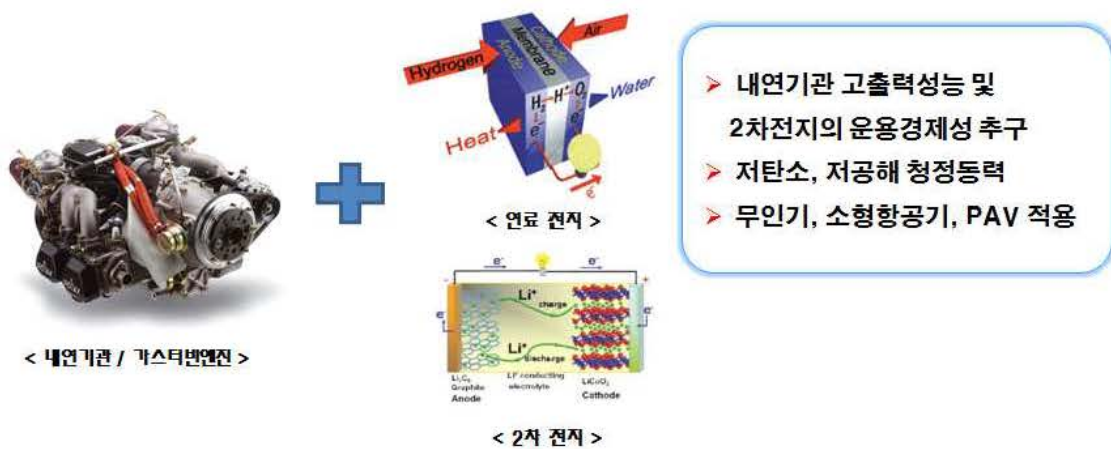 Hydrogen
Anode
Membrane
Cathode
Air
H₂ H⁺ O₂
e⁻ e⁻
Water
Heat
e⁻
< 연료 전지 >
< 내연기관 / 가스터빈엔진 >
e⁻ e⁻
- +
Li⁺
charge
e⁻ e⁻
Li⁺
discharge
Graphite
Anode
Li⁺ conducting
electrolyte
LiCoO₂
Cathode
< 2차 전지 >
➢ 내연기관 고출력성능 및
2차전지의 운용경제성 추구
➢ 저탄소, 저공해 청정동력
➢ 무인기, 소형항공기, PAV 적용